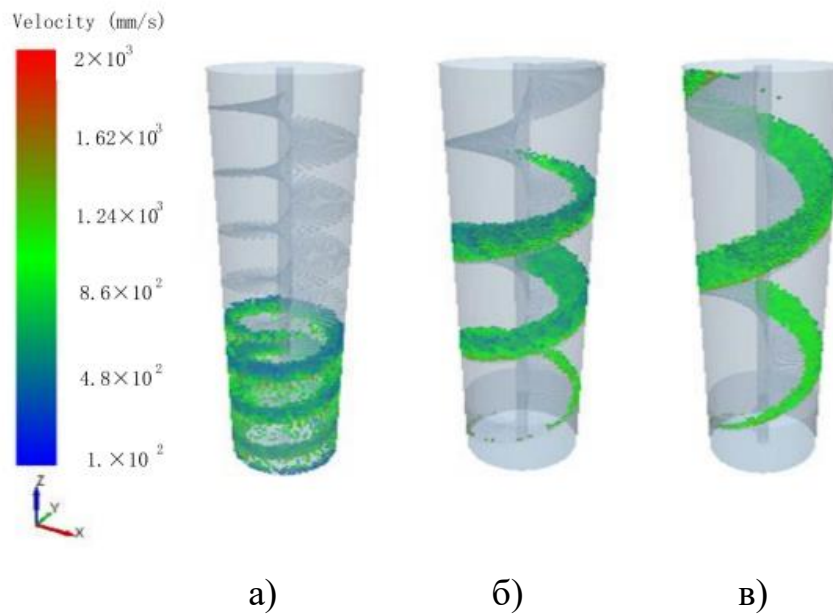 Velocity (mm/s)
2×10³
1.62×10³
1.24×10³
8.6×10²
4.8×10²
1.×10²
Z
Y
X
а) б) в)